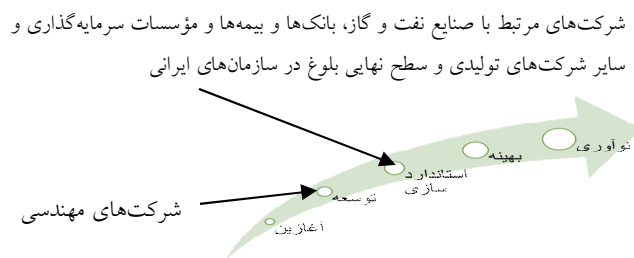 شرکت‌های مرتبط با صنایع نفت و گاز، بانک‌ها و بیمه‌ها و مؤسسات سرمایه‌گذاری و
سایر شرکت‌های تولیدی و سطح نهایی بلوغ در سازمان‌های ایرانی
نوآوری
بهینه
استاندارد
سازی
توسعه
شرکت‌های مهندسی
آغازین